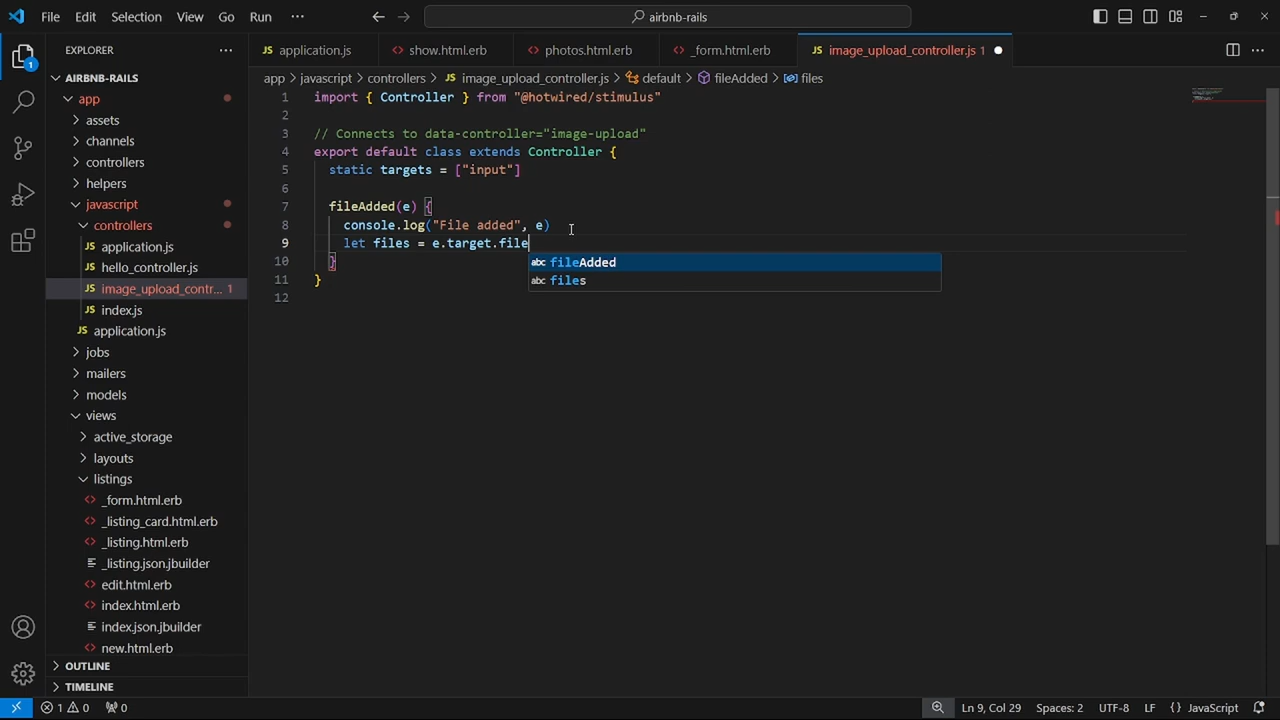 File Edit Selection View Go Run ··· airbnb-rails
EXPLORER ···
application.js show.html.erb photos.html.erb _form.html.erb image_upload_controller.js 1
app > javascript > controllers > JS image_upload_controller.js > default > fileAdded > files
AIRBNB-RAILS
app
assets
channels
controllers
helpers
javascript
controllers
JS application.js
JS hello_controller.js
JS image_upload_contr... 1
JS index.js
JS application.js
jobs
mailers
models
views
active_storage
layouts
listings
_form.html.erb
_listing_card.html.erb
_listing.html.erb
_listing.json.jbuilder
edit.html.erb
index.html.erb
index.json.jbuilder
new.html.erb
OUTLINE
TIMELINE
1 import { Controller } from "@hotwired/stimulus"
2
3 // Connects to data-controller="image-upload"
4 export default class extends Controller {
5 static targets = ["input"]
6
7 fileAdded(e) {
8 console.log("File added", e)
9 let files = e.target.file
10 }
11 }
12
abc fileAdded
abc files
1 0 0 Ln 9, Col 29 Spaces: 2 UTF-8 LF {} JavaScript